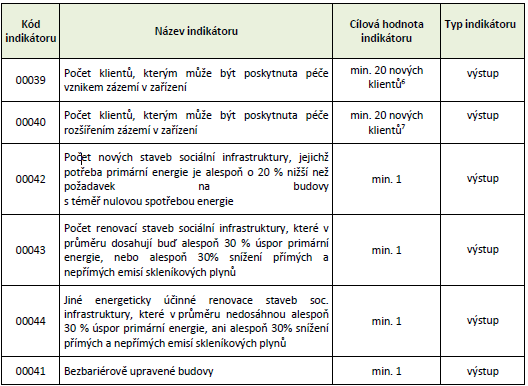 Kód
indikátoru
Název indikátoru
Cílová hodnota
indikátoru
Typ indikátoru
00039
Počet klientů, kterým může být poskytnuta péče
vznikem zázemí v zařízení
min. 20 nových
klientů⁶
výstup
00040
Počet klientů, kterým může být poskytnuta péče
rozšířením zázemí v zařízení
min. 20 nových
klientů⁷
výstup
00042
Počet nových staveb sociální infrastruktury, jejichž
potřeba primární energie je alespoň o 20 % nižší než
požadavek na budovy
s téměř nulovou spotřebou energie
min. 1
výstup
00043
Počet renovací staveb sociální infrastruktury, které v
průměru dosahují buď alespoň 30 % úspor primární
energie, nebo alespoň 30% snížení přímých a
nepřímých emisí skleníkových plynů
min. 1
výstup
00044
Jiné energeticky účinné renovace staveb soc.
infrastruktury, které v průměru nedosáhnou alespoň
30 % úspor primární energie, ani alespoň 30% snížení
přímých a nepřímých emisí skleníkových plynů
min. 1
výstup
00041
Bezbariérově upravené budovy
min. 1
výstup